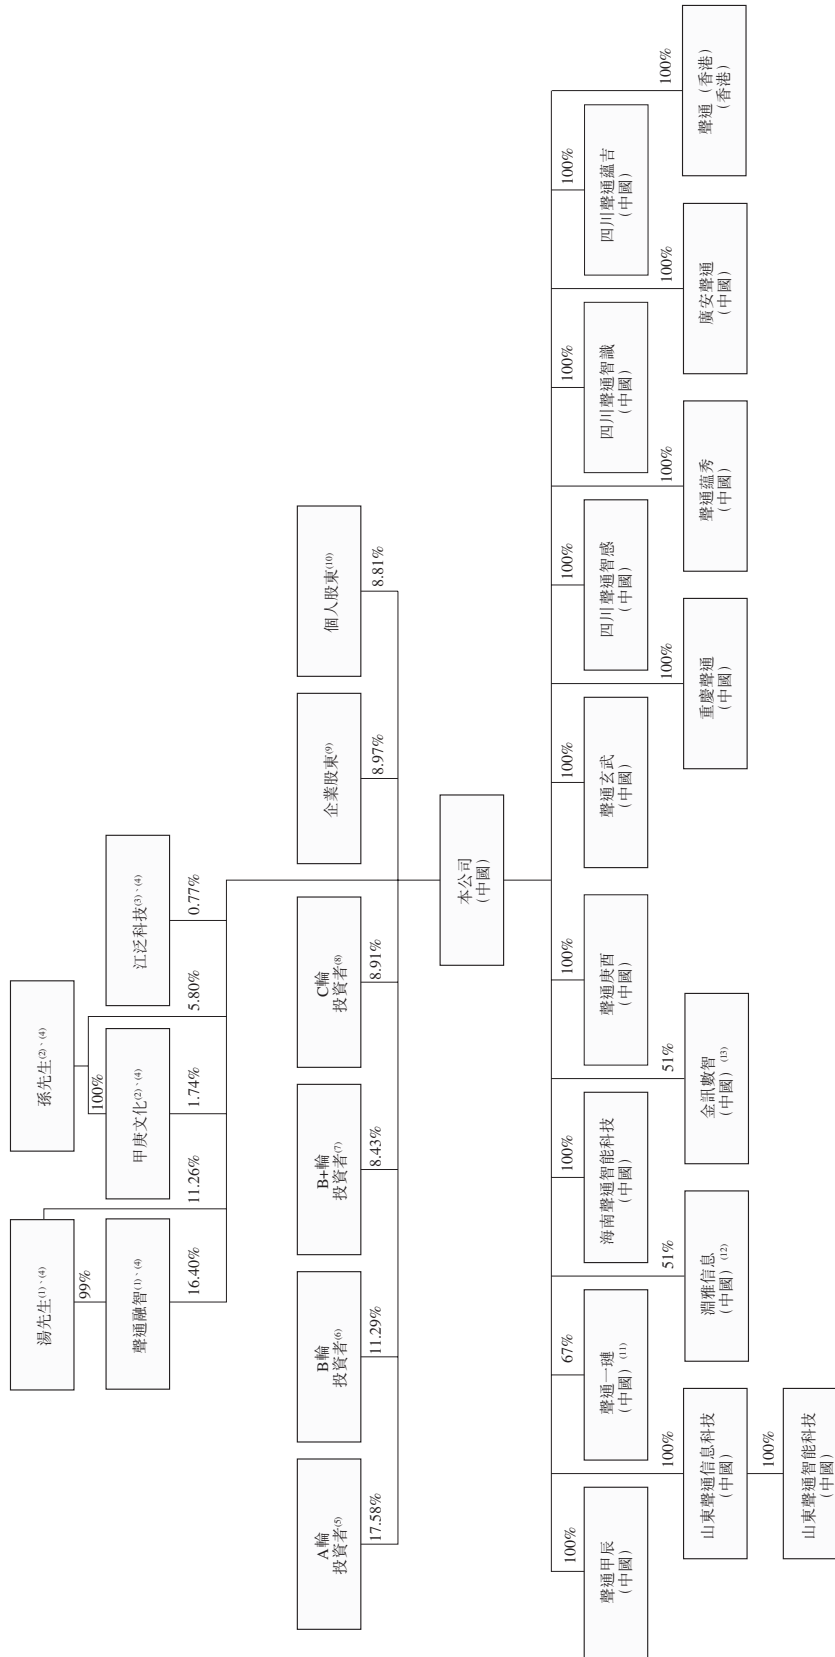 湯先生(1)、(4)
99%
聲通融智(1)、(4)
16.40%
11.26%
孫先生(2)、(4)
100%
甲庚文化(2)、(4)
1.74%
5.80%
江泛科技(3)、(4)
0.77%
A輪
投資者(5)
17.58%
B輪
投資者(6)
11.29%
B+輪
投資者(7)
8.43%
C輪
投資者(8)
8.91%
企業股東(9)
8.97%
個人股東(10)
8.81%
本公司
(中國)
100%
聲通甲辰
(中國)
67%
聲通一璉
(中國)(11)
100%
海南聲通智能科技
(中國)
100%
聲通庚酉
(中國)
100%
聲通玄武
(中國)
100%
四川聲通智感
(中國)
100%
四川聲通智識
(中國)
100%
四川聲通蘊吉
(中國)
100%
山東聲通信息科技
(中國)
51%
淵雅信息
(中國)(12)
51%
金訊數智
(中國)(13)
100%
重慶聲通
(中國)
100%
聲通蘊秀
(中國)
100%
廣安聲通
(中國)
100%
聲通(香港)
(香港)
100%
山東聲通智能科技
(中國)